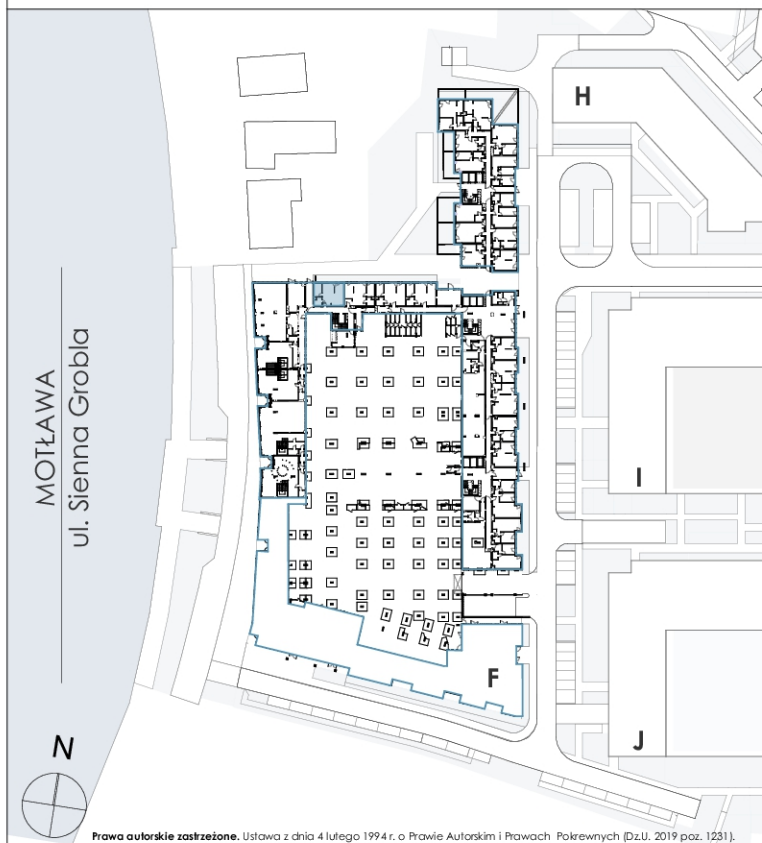 H
MOTŁAWA
ul. Sienna Grobla
I
F
J
N
Prawa autorskie zastrzeżone. Ustawa z dnia 4 lutego 1994 r. o Prawie Autorskim i Prawach Pokrewnych (Dz.U. 2019 poz. 1231).